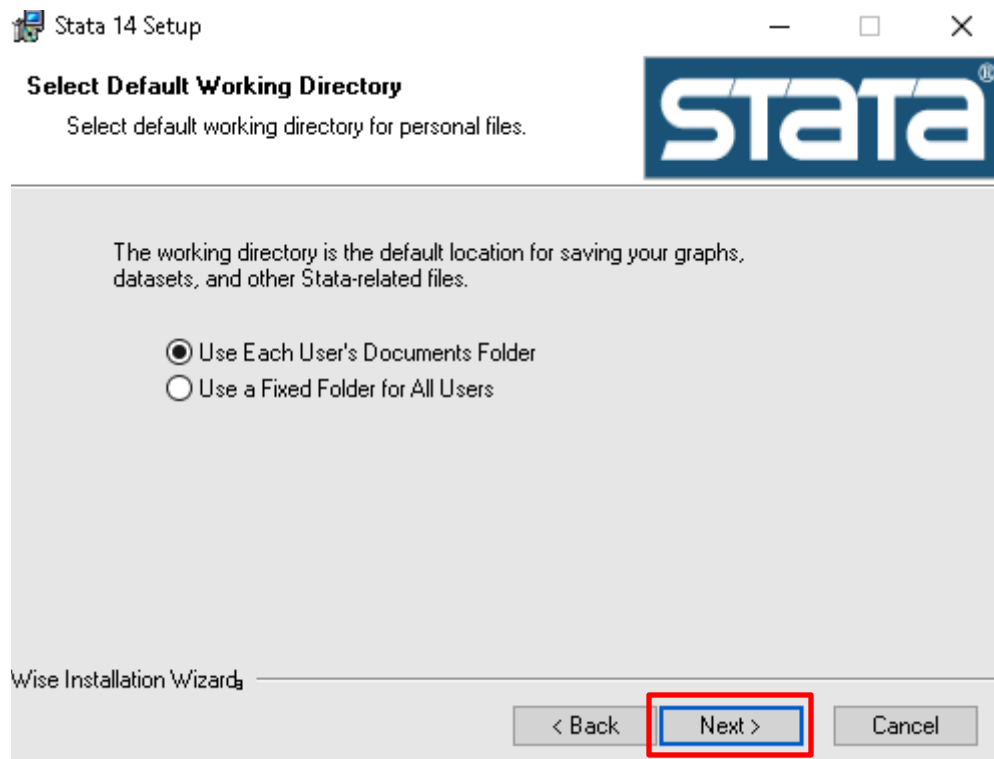 Stata 14 Setup
Select Default Working Directory
Select default working directory for personal files.
stata®
The working directory is the default location for saving your graphs,
datasets, and other Stata-related files.
Use Each User's Documents Folder
Use a Fixed Folder for All Users
Wise Installation Wizard
< Back Next > Cancel